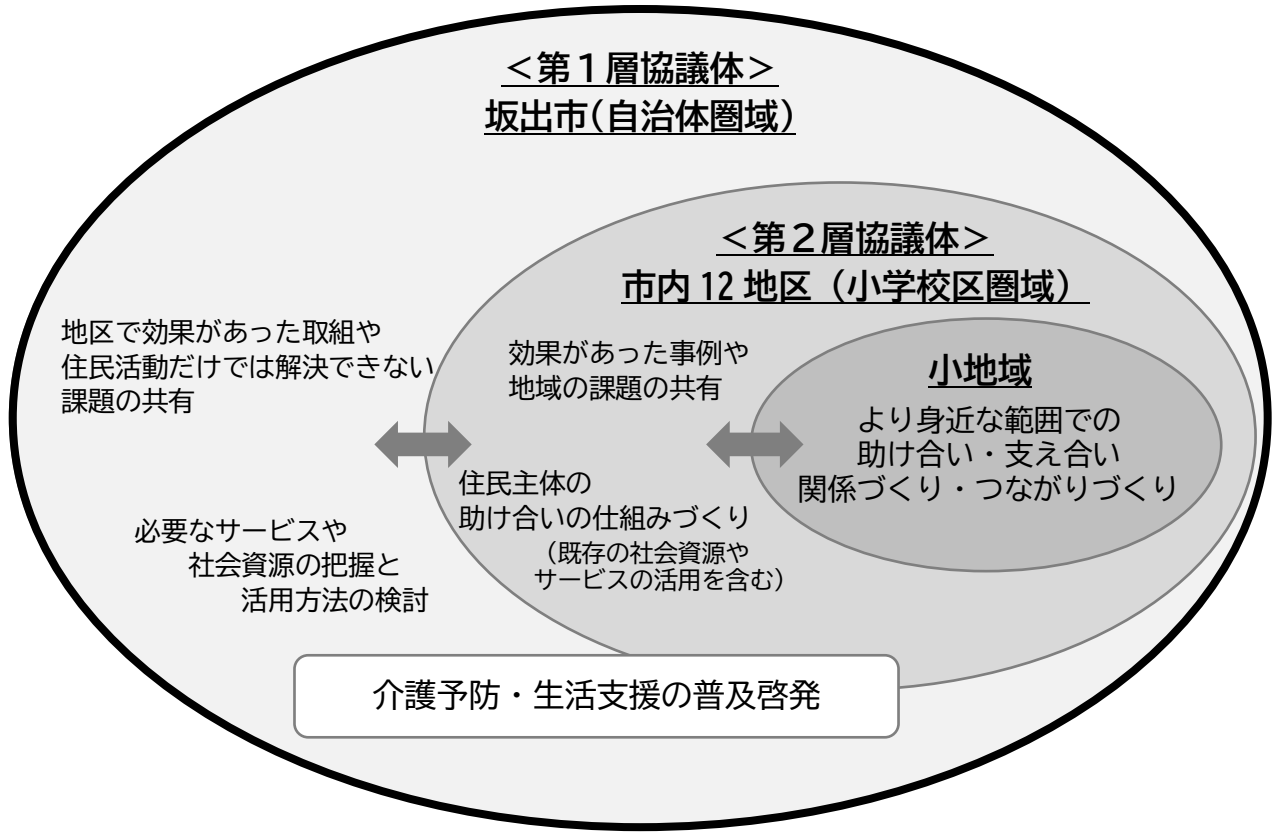 ＜第１層協議体＞
坂出市(自治体圏域)
＜第２層協議体＞
市内 12 地区（小学校区圏域）
地区で効果があった取組や
住民活動だけでは解決できない
課題の共有
効果があった事例や
地域の課題の共有
小地域
より身近な範囲での
助け合い・支え合い
関係づくり・つながりづくり
住民主体の
助け合いの仕組みづくり
（既存の社会資源や
サービスの活用を含む）
必要なサービスや
社会資源の把握と
活用方法の検討
介護予防・生活支援の普及啓発